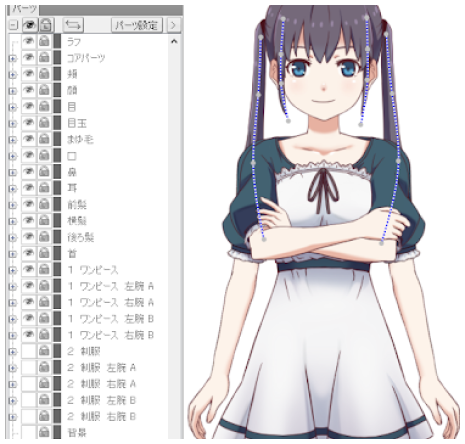 パーツ
パーツ設定
ラフ
コアパーツ
頬
顔
目
目玉
まゆ毛
口
鼻
耳
前髪
横髪
後ろ髪
首
1 ワンピース
1 ワンピース 左腕 A
1 ワンピース 右腕 A
1 ワンピース 左腕 B
1 ワンピース 右腕 B
2 制服
2 制服 左腕 A
2 制服 右腕 A
2 制服 左腕 B
2 制服 右腕 B
背景